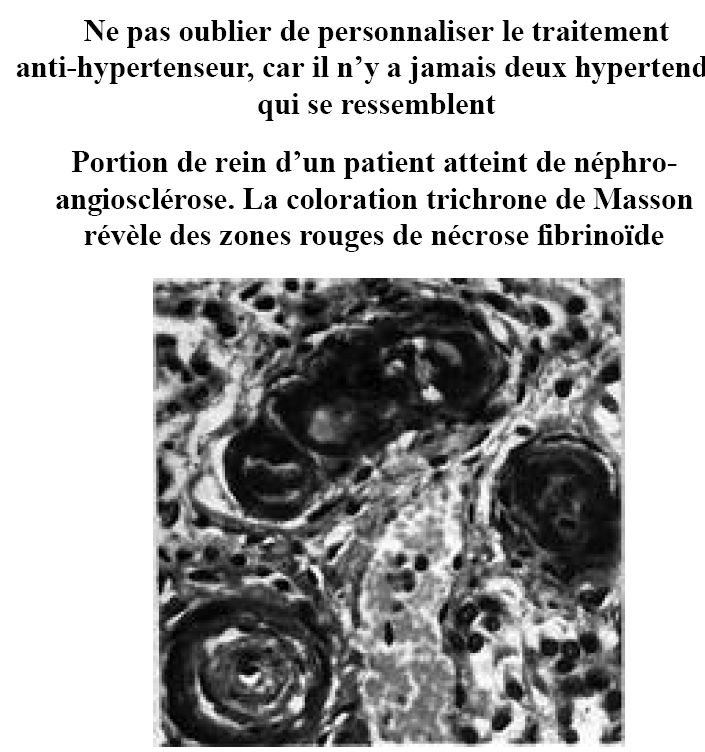 Ne pas oublier de personnaliser le traitement
anti-hypertenseur, car il n’y a jamais deux hypertend
qui se ressemblent
Portion de rein d’un patient atteint de néphro-
angiosclérose. La coloration trichrone de Masson
révèle des zones rouges de nécrose fibrinoïde